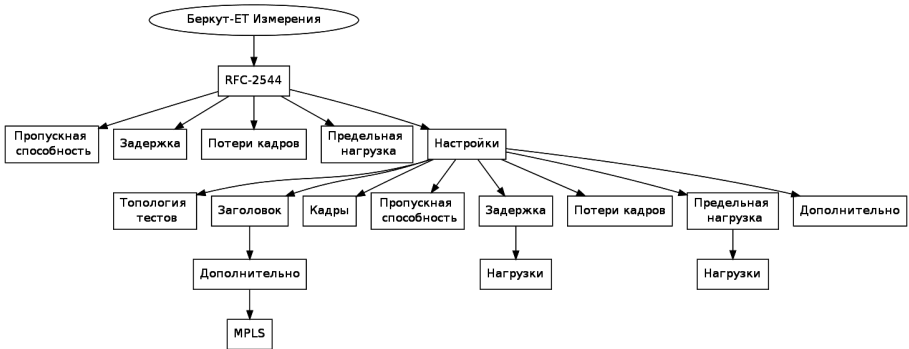 Беркут-ЕТ Измерения
RFC-2544
Пропускная
способность
Задержка
Потери кадров
Предельная
нагрузка
Настройки
Топология
тестов
Заголовок
Кадры
Пропускная
способность
Задержка
Потери кадров
Предельная
нагрузка
Дополнительно
Дополнительно
Нагрузки
Нагрузки
MPLS